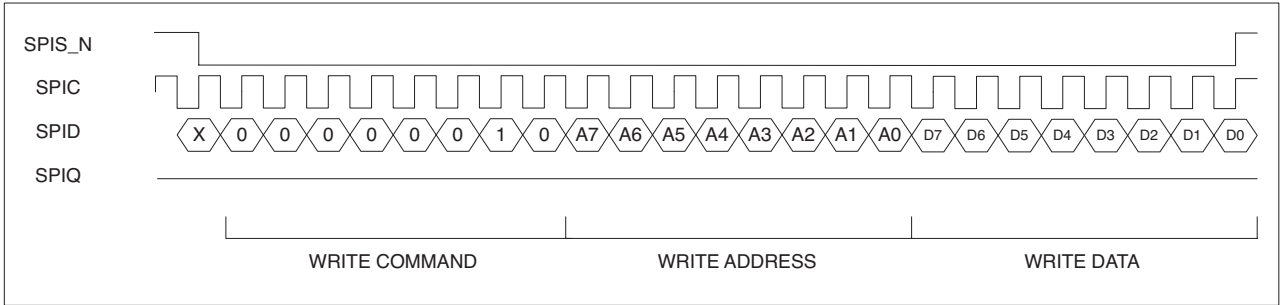 SPIS_N
SPIC
SPID X 0 0 0 0 0 0 1 0 A7 A6 A5 A4 A3 A2 A1 A0 D7 D6 D5 D4 D3 D2 D1 D0
SPIQ
WRITE COMMAND WRITE ADDRESS WRITE DATA